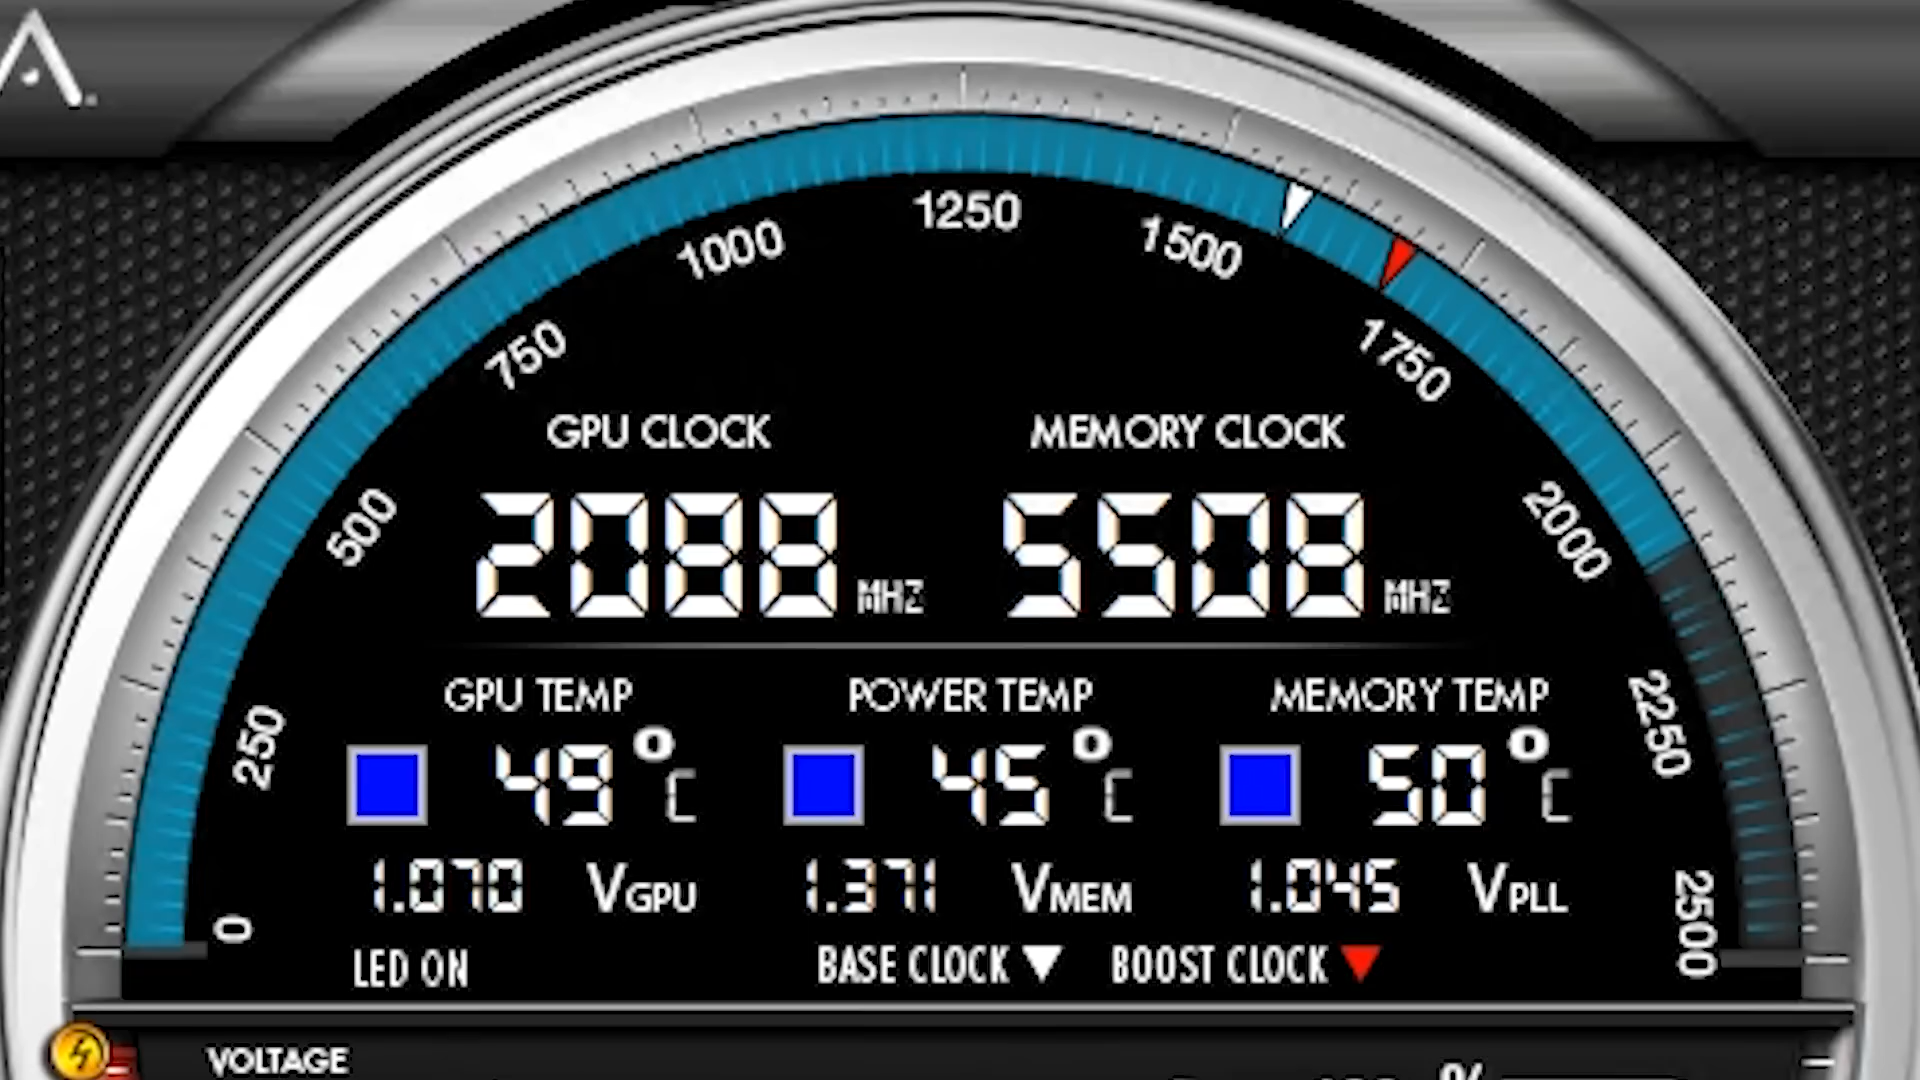 1000 1250 1500
750 1750
500 2000
250 2250
0 2500
GPU CLOCK MEMORY CLOCK
2088 MHZ 5508 MHZ
GPU TEMP POWER TEMP MEMORY TEMP
49°C 45°C 50°C
1.070 VGPU 1.371 VMEM 1.045 VPLL
LED ON BASE CLOCK BOOST CLOCK
VOLTAGE
%